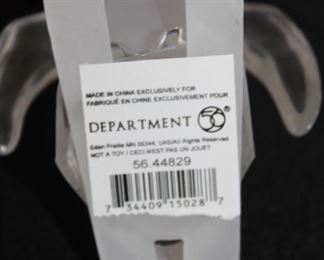 MADE IN CHINA EXCLUSIVELY FOR
FABRIQUÉ EN CHINE EXCLUSIVEMENT POUR
DEPARTMENT 56®
Eden Prairie MN 55344, UAS/All Rights Reserved
NOT A TOY / CECI N'EST PAS UN JOUET
56.44829
7 34409 15028 7